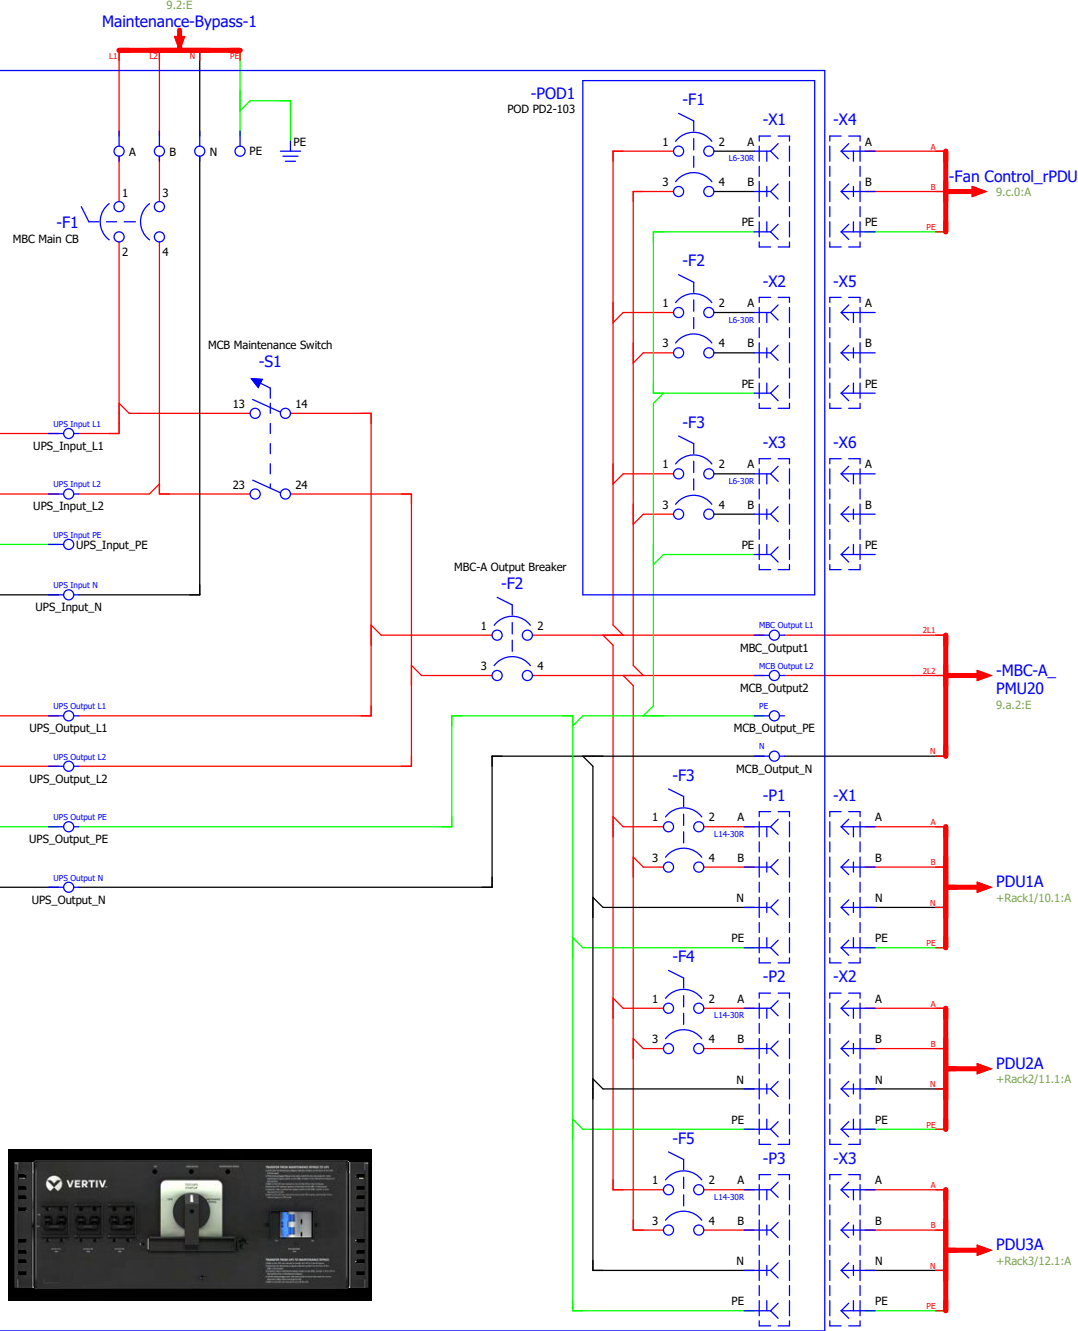 9.2:E
Maintenance-Bypass-1
L1
L2
N
PE
A
B
N
PE
PE
-F1
MBC Main CB
1
3
2
4
MCB Maintenance Switch
-S1
13
14
23
24
UPS Input L1
UPS_Input_L1
UPS Input L2
UPS_Input_L2
UPS Input PE
UPS_Input_PE
UPS Input N
UPS_Input_N
UPS Output L1
UPS_Output_L1
UPS Output L2
UPS_Output_L2
UPS Output PE
UPS_Output_PE
UPS Output N
UPS_Output_N
MBC-A Output Breaker
-F2
1
2
3
4
-POD1
POD PD2-103
-F1
-X1
-X4
1
2
A
A
A
L6-30R
3
4
B
B
B
PE
PE
PE
-Fan Control_rPDU
9.c.0:A
-F2
-X2
-X5
1
2
A
A
L6-30R
3
4
B
B
PE
PE
-F3
-X3
-X6
1
2
A
A
L6-30R
3
4
B
B
PE
PE
MBC Output L1
MBC_Output1
2L1
MCB Output L2
MCB_Output2
2L2
PE
MCB_Output_PE
N
MCB_Output_N
N
-MBC-A_
PMU20
9.a.2:E
-F3
-P1
-X1
1
2
A
A
A
L14-30R
3
4
B
B
B
N
N
N
PE
PE
PE
PDU1A
+Rack1/10.1:A
-F4
-P2
-X2
1
2
A
A
A
L14-30R
3
4
B
B
B
N
N
N
PE
PE
PE
PDU2A
+Rack2/11.1:A
-F5
-P3
-X3
1
2
A
A
A
L14-30R
3
4
B
B
B
N
N
N
PE
PE
PE
PDU3A
+Rack3/12.1:A
VERTIV.